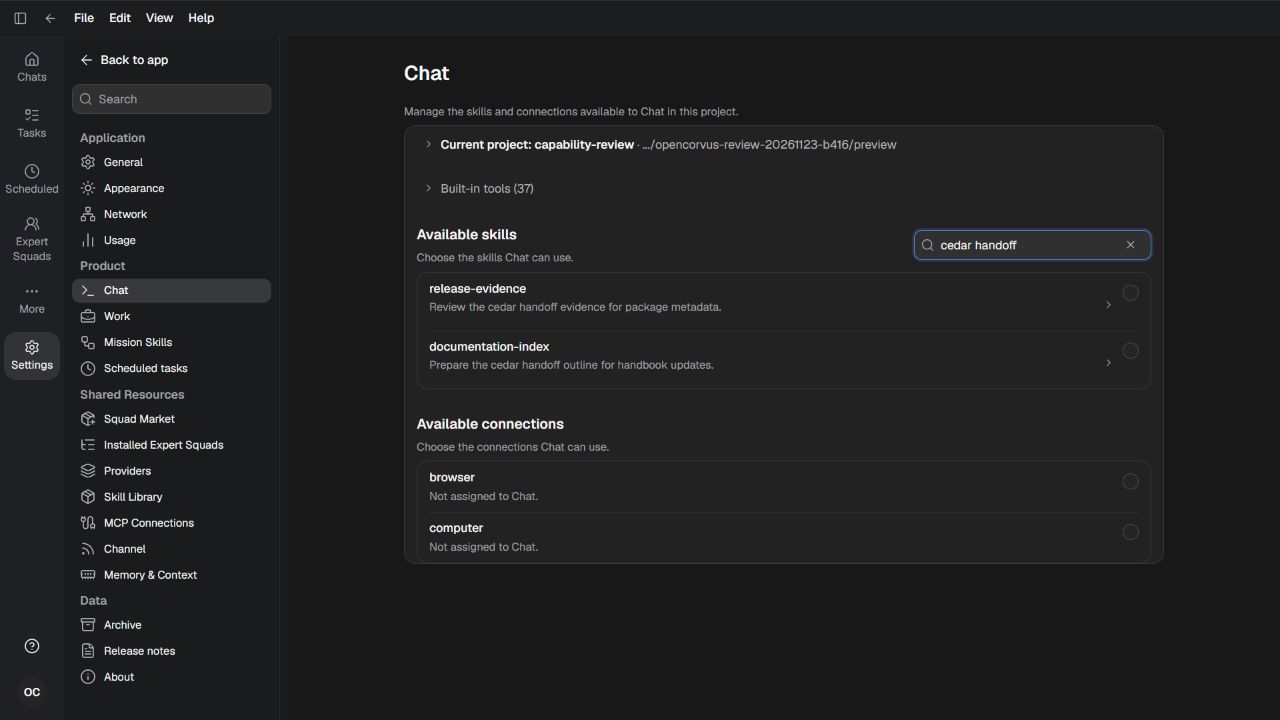 File Edit View Help
Chats
Tasks
Scheduled
Expert
Squads
More
Settings
OC
Back to app
Search
Application
General
Appearance
Network
Usage
Product
Chat
Work
Mission Skills
Scheduled tasks
Shared Resources
Squad Market
Installed Expert Squads
Providers
Skill Library
MCP Connections
Channel
Memory & Context
Data
Archive
Release notes
About
Chat
Manage the skills and connections available to Chat in this project.
Current project: capability-review · .../opencorvus-review-20261123-b416/preview
Built-in tools (37)
Available skills
Choose the skills Chat can use.
cedar handoff
release-evidence
Review the cedar handoff evidence for package metadata.
documentation-index
Prepare the cedar handoff outline for handbook updates.
Available connections
Choose the connections Chat can use.
browser
Not assigned to Chat.
computer
Not assigned to Chat.